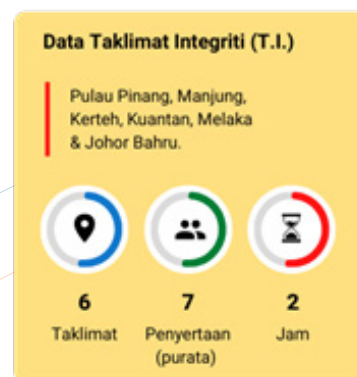 Data Taklimat Integriti (T.I.)
Pulau Pinang, Manjung,
Kerteh, Kuantan, Melaka
& Johor Bahru.
6
Taklimat
7
Penyertaan
(purata)
2
Jam